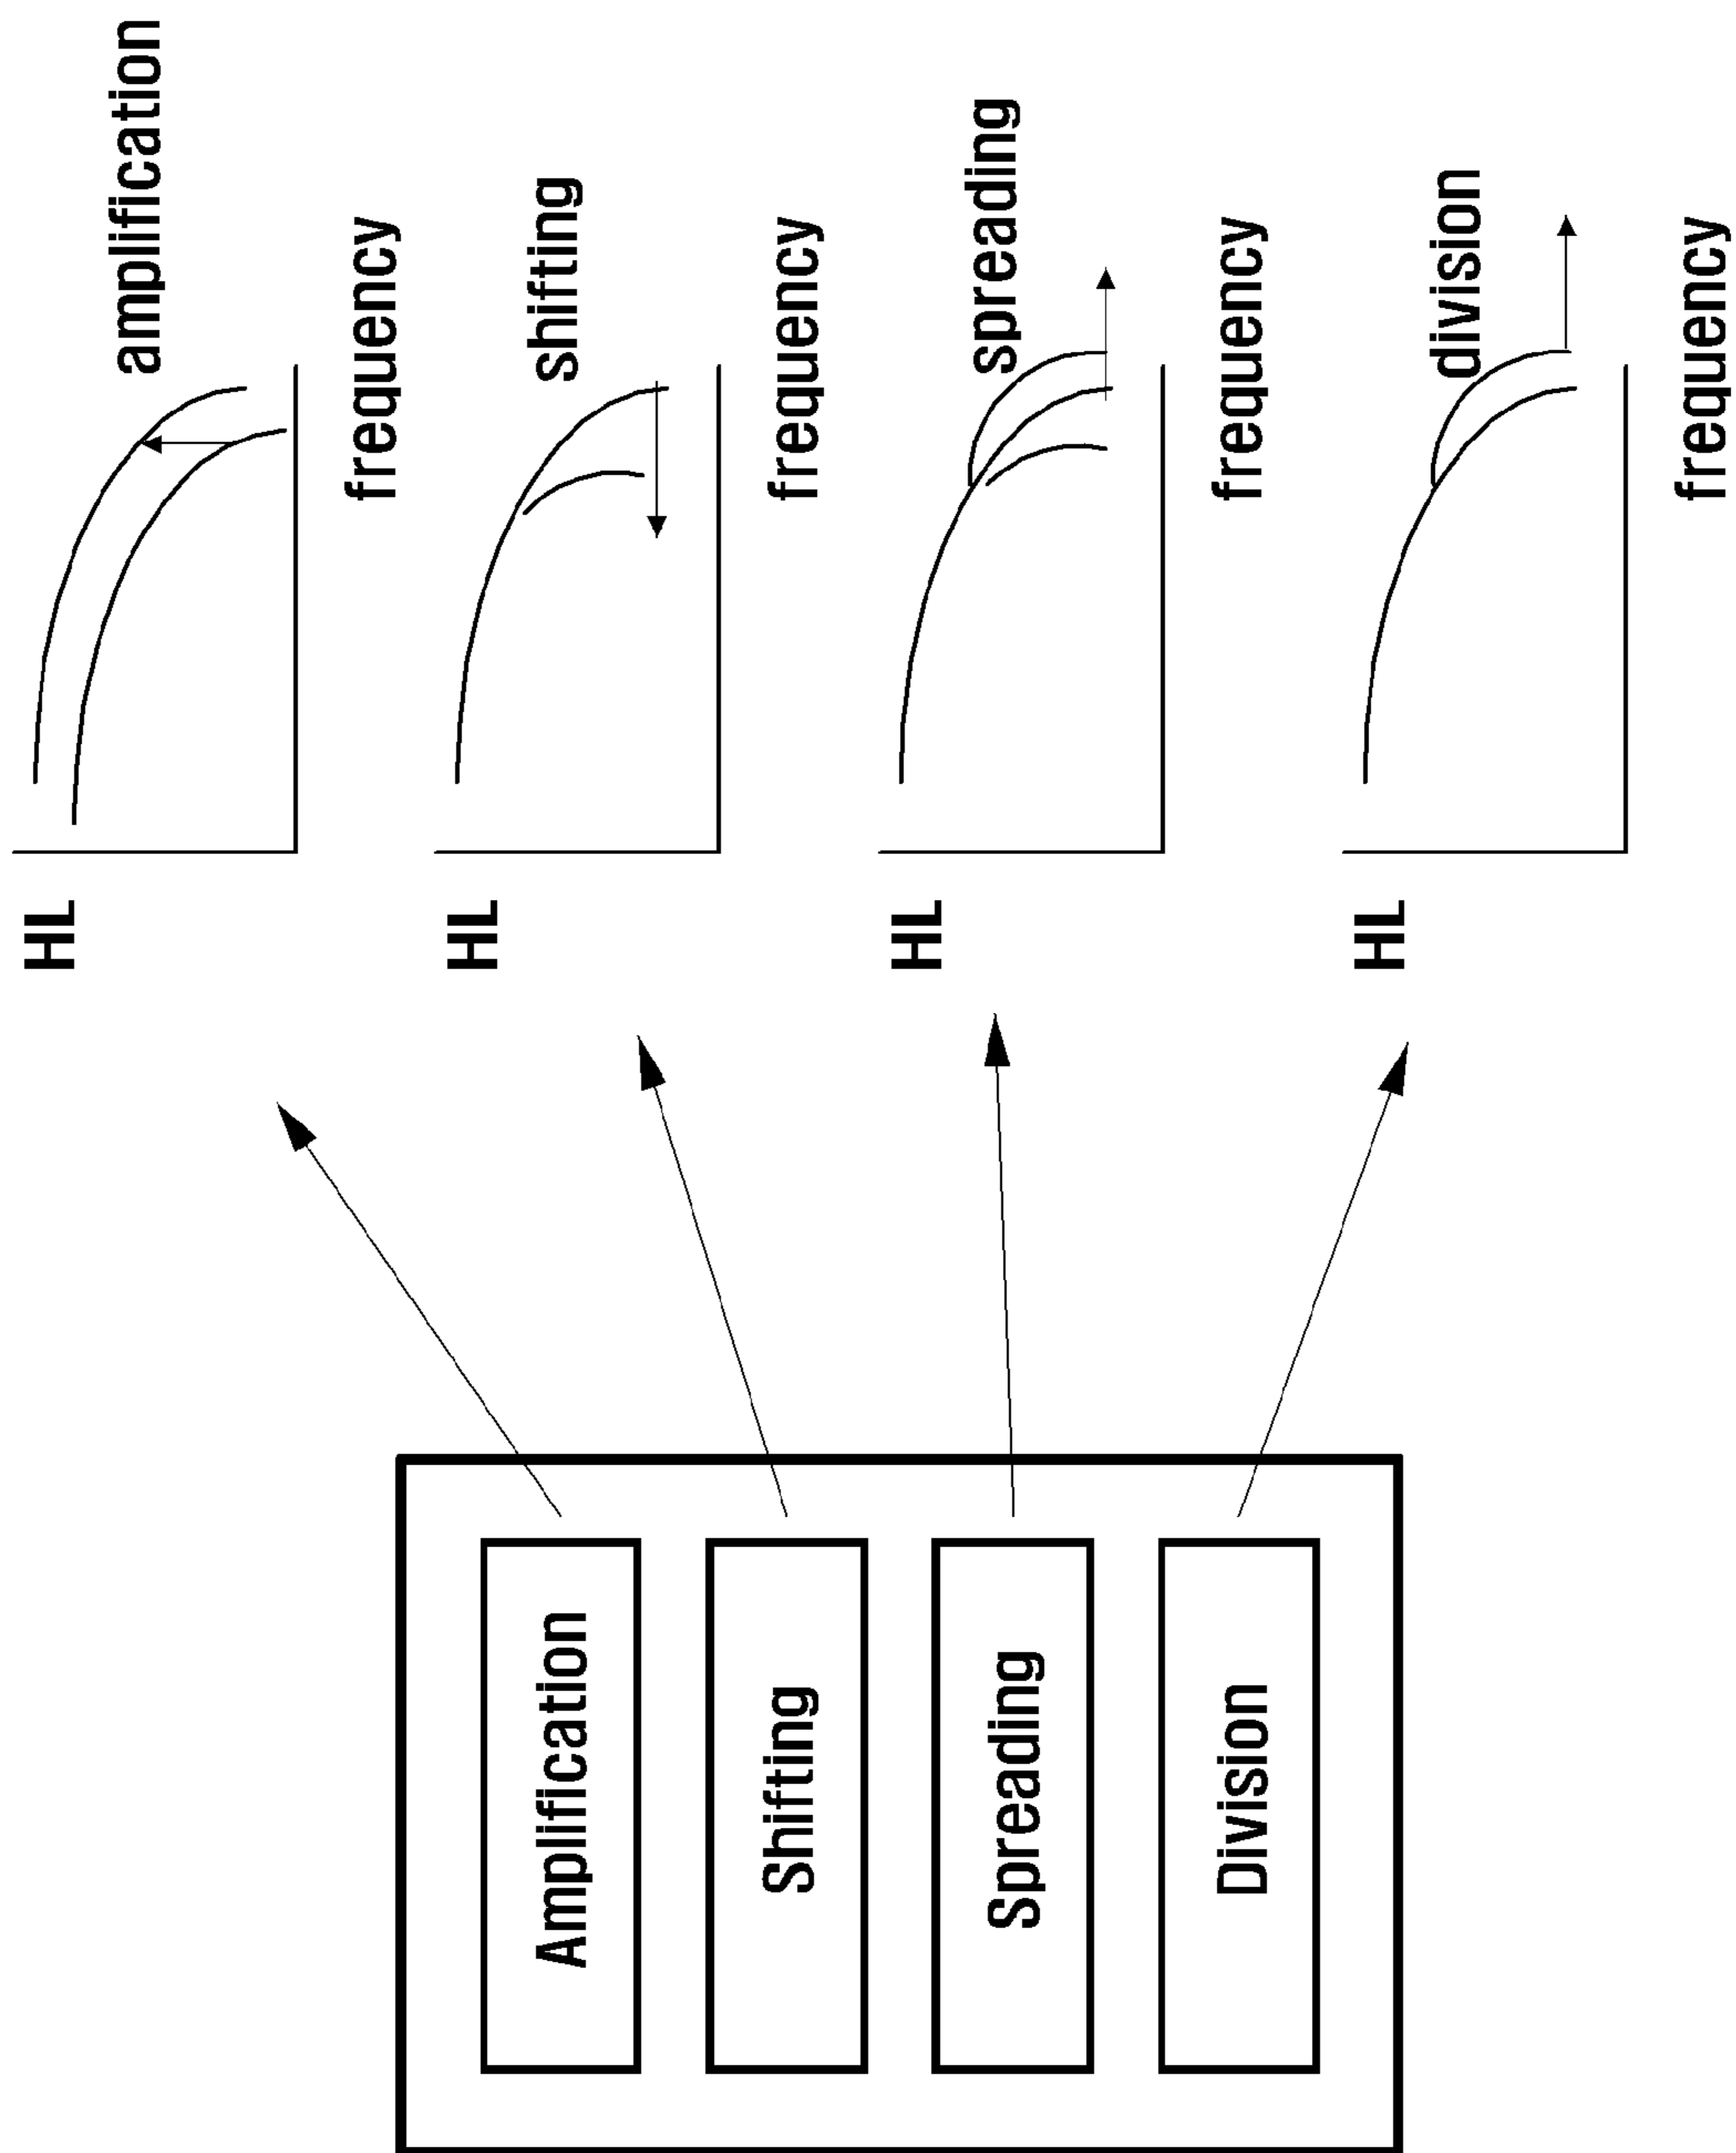 Amplification
Shifting
Spreading
Division
HL
amplification
frequency
HL
shifting
frequency
HL
spreading
frequency
HL
division
frequency